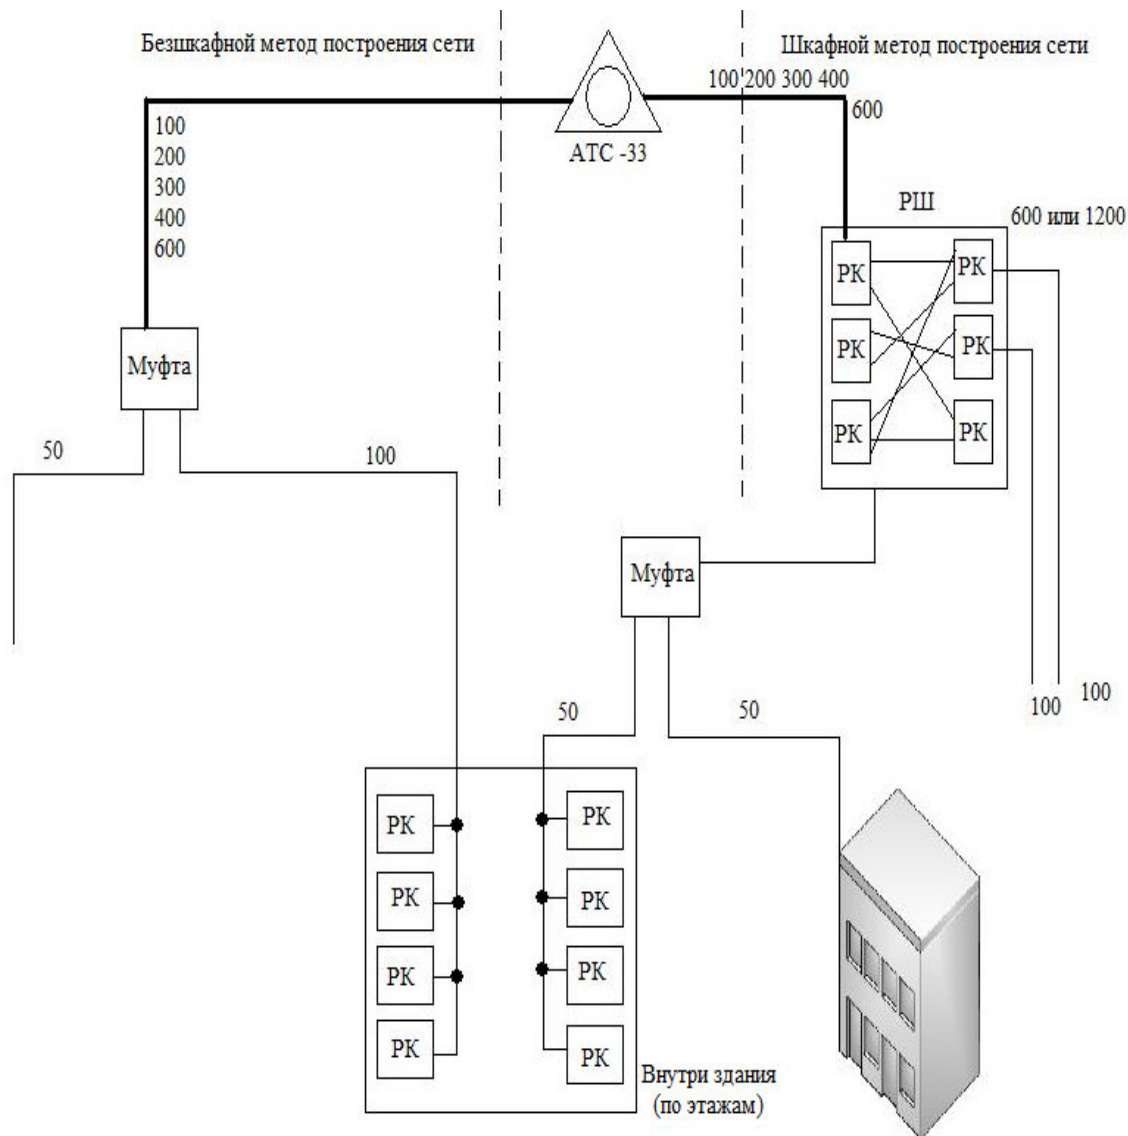 Безшкафной метод построения сети
Шкафной метод построения сети
100 200 300 400
600
АТС -33
100
200
300
400
600
РШ
600 или 1200
РК
РК
РК
РК
РК
РК
Муфта
50
100
Муфта
50
50
100
100
РК
РК
РК
РК
РК
РК
РК
РК
Внутри здания
(по этажам)